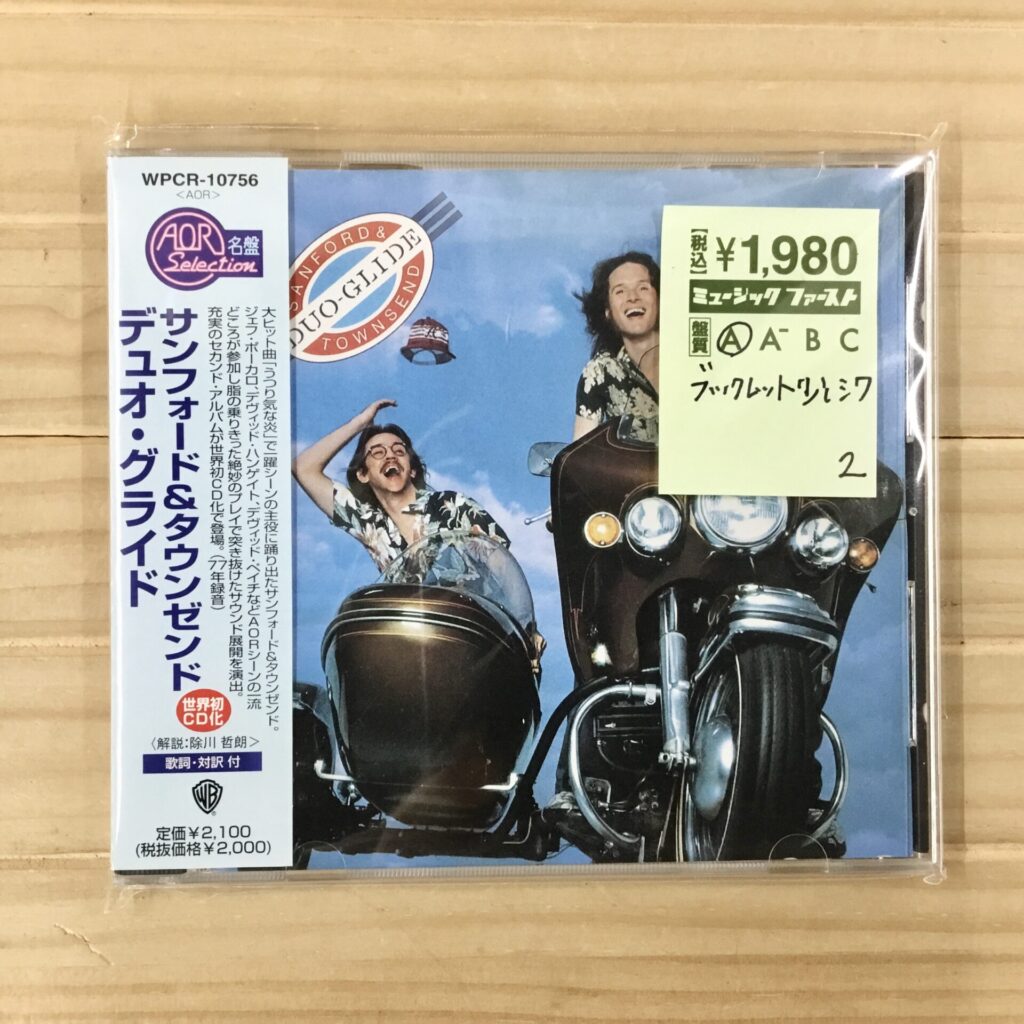 WPCR-10756
<AOR>
AOR
名盤
Selection
サンフォード&タウンゼンド
デュオ・グライド
大ヒット曲「うつり気な炎」で一躍シーンの主役に踊り出たサンフォード&タウンゼンド。
ジェフ・ポーカロ、デヴィッド・ハンゲイト、デヴィッド・ペイチなどAORシーンの一流
どころが参加し脂の乗りきった絶妙のプレイで突き抜けたサウンド展開を演出。
充実のセカンド・アルバムが世界初CD化で登場。(77年録音)
世界初
CD化
〈解説:除川 哲朗〉
歌詞・対訳 付
WB
定価¥2,100
(税抜価格¥2,000)
SANFORD &
DUO-GLIDE
TOWNSEND
【税込】¥1,980
ミュージック ファースト
盤質 A A⁻ B C
ブックレット少々シワ
2